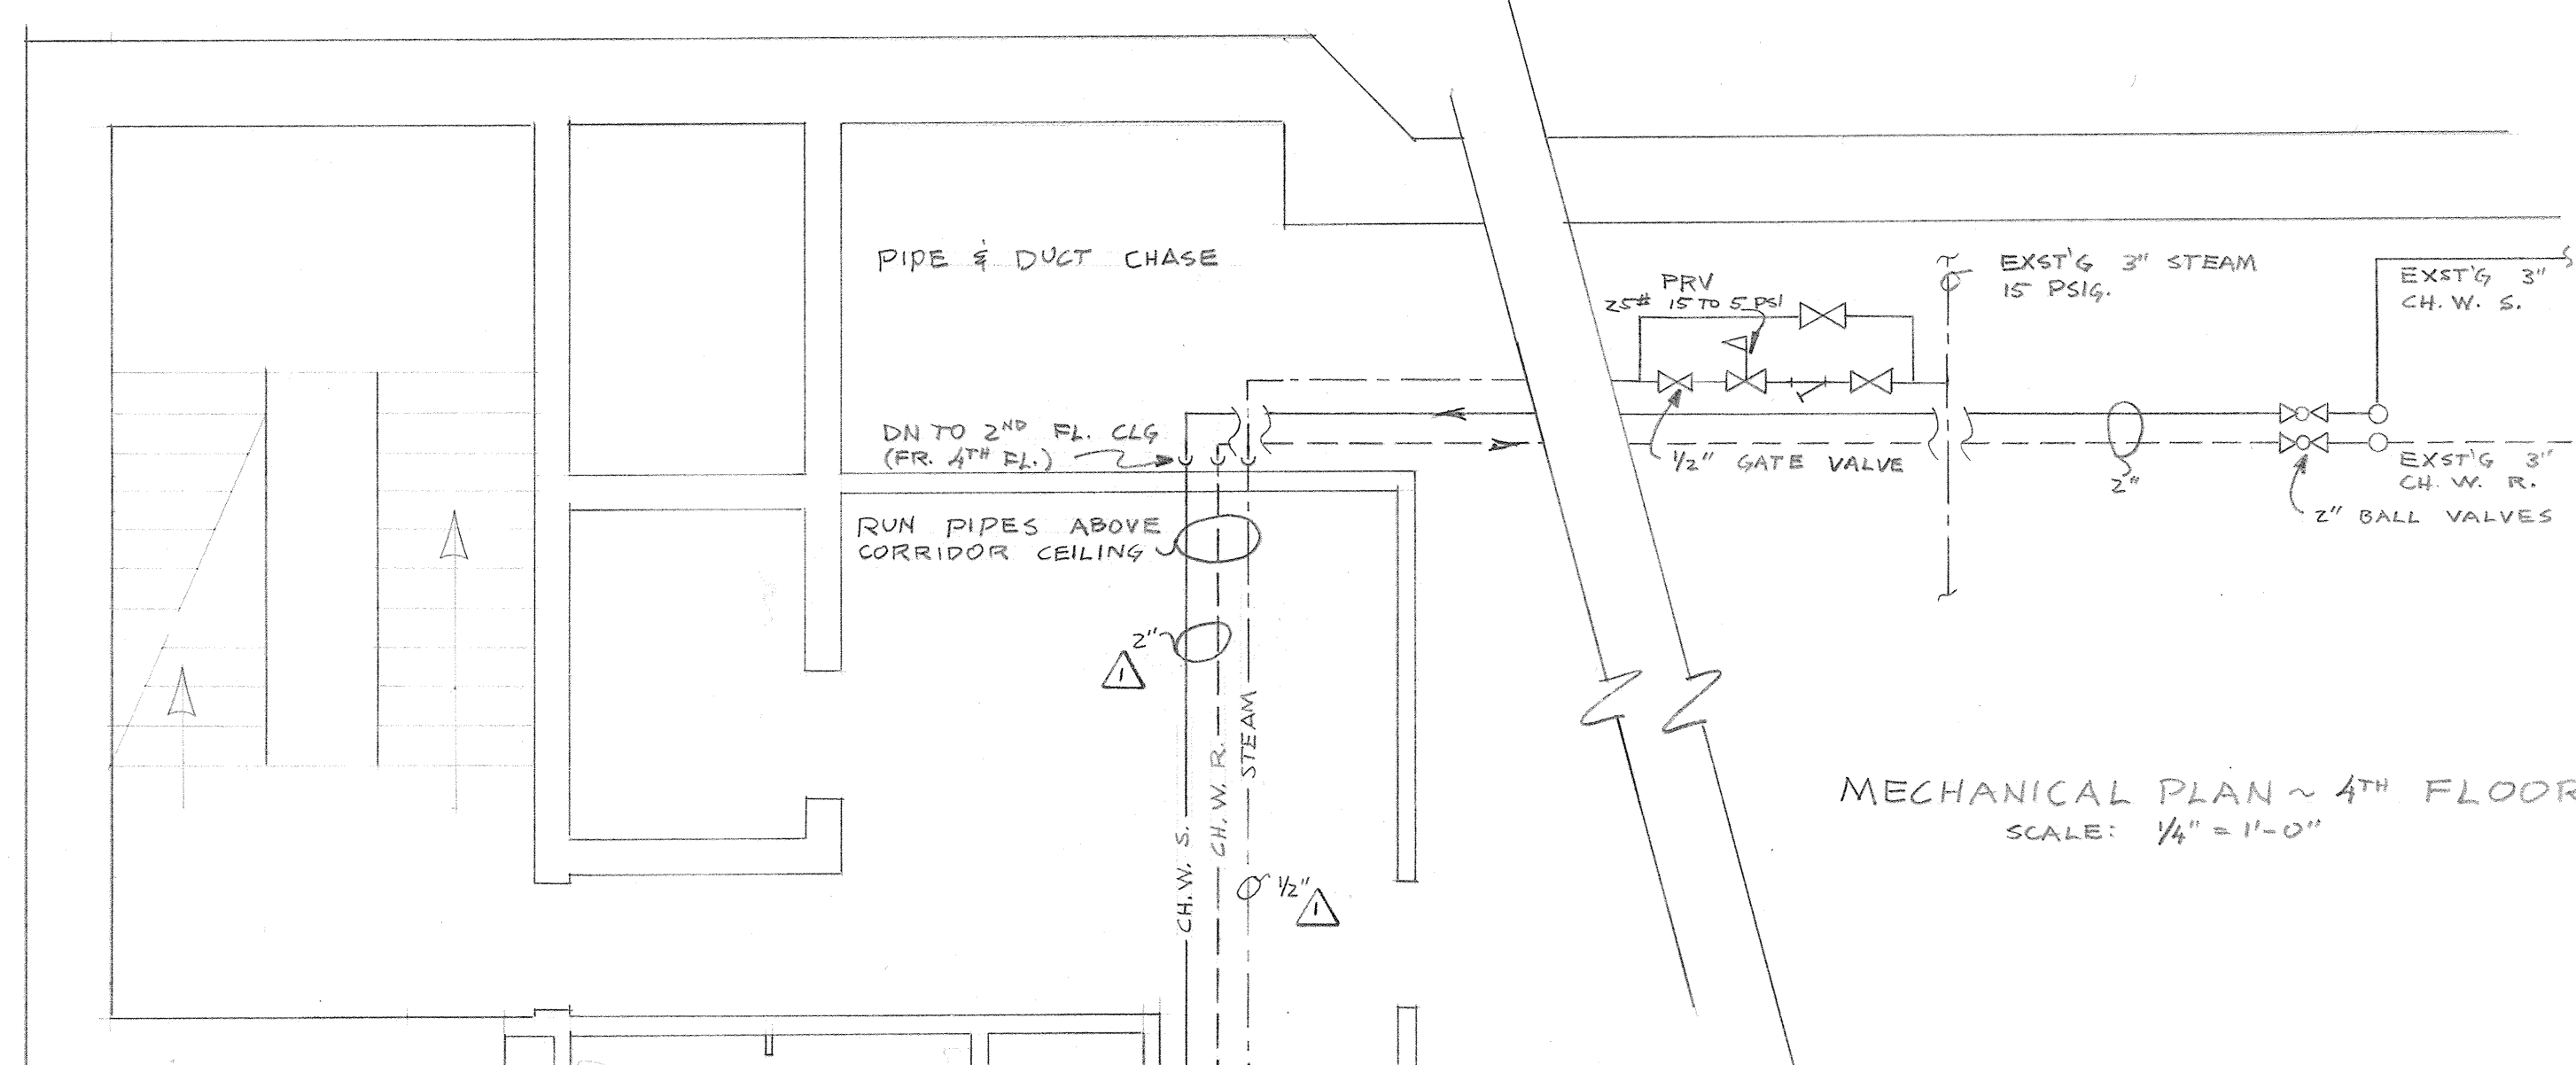 PIPE & DUCT CHASE
PRV
25# 15 TO 5 PSI
EXST'G 3" STEAM
15 PSIG.
EXST'G 3"
CH. W. S.
DN TO 2ND FL. CLG
(FR. 4TH FL.)
1/2" GATE VALVE
2"
EXST'G 3"
CH. W. R.
2" BALL VALVES
RUN PIPES ABOVE
CORRIDOR CEILING
2"
1
CH.W. S.
CH.W.R.
STEAM
1/2"
1
MECHANICAL PLAN ~ 4TH FLOOR
SCALE: 1/4" = 1'-0"